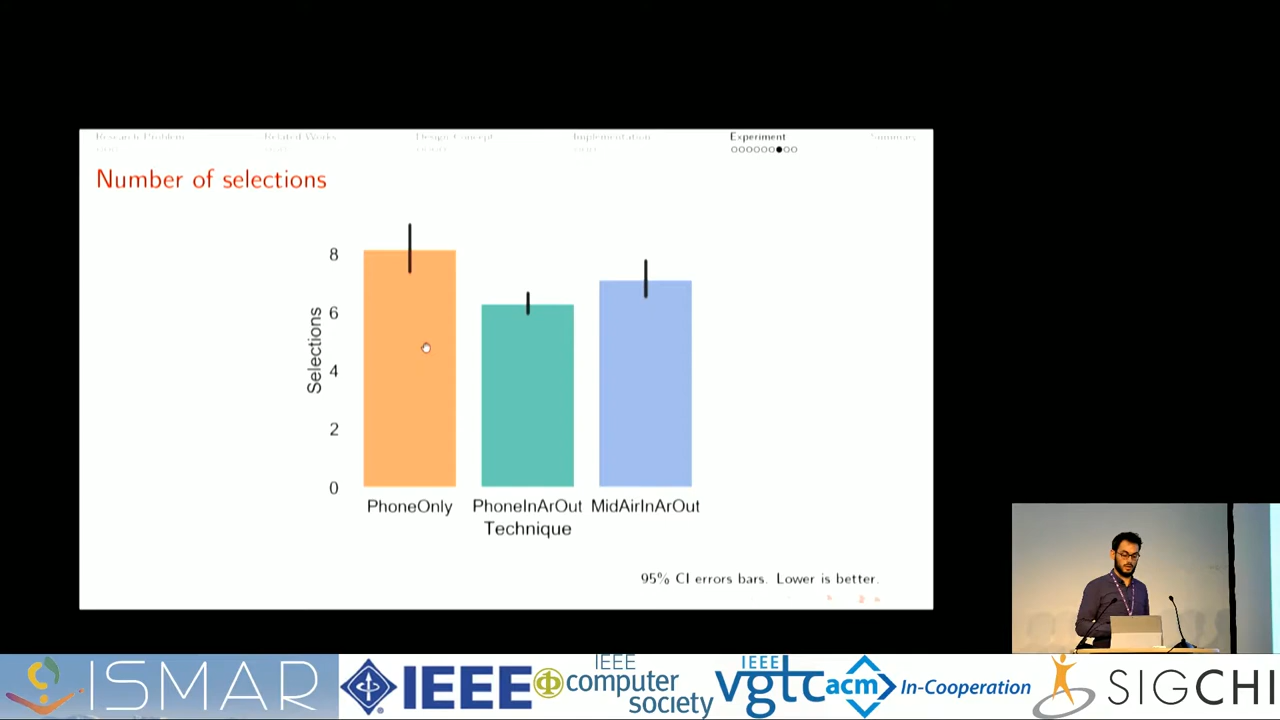 Research Problem Related Works Design Concept Implementation Experiment Summary
Number of selections
Selections
8
6
4
2
0
PhoneOnly PhoneInArOut MidAirInArOut
Technique
95% CI errors bars. Lower is better.
ISMAR IEEE IEEE computer society IEEE vgtc acm In-Cooperation SIGCHI